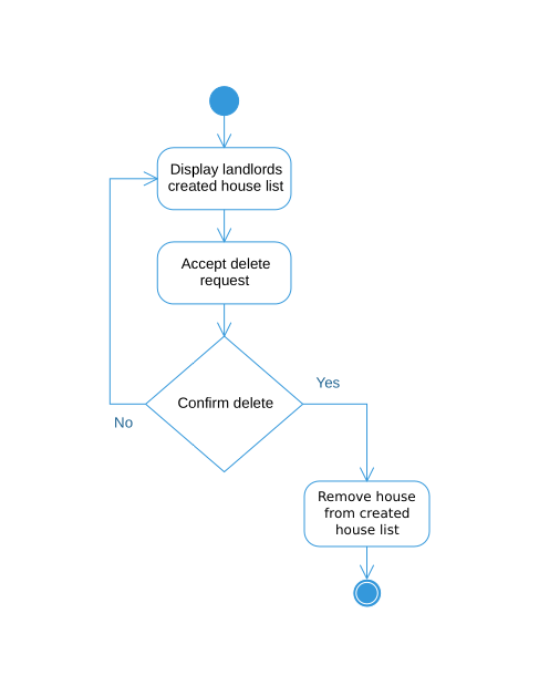 Display landlords
created house list
Accept delete
request
Confirm delete
Yes
No
Remove house
from created
house list